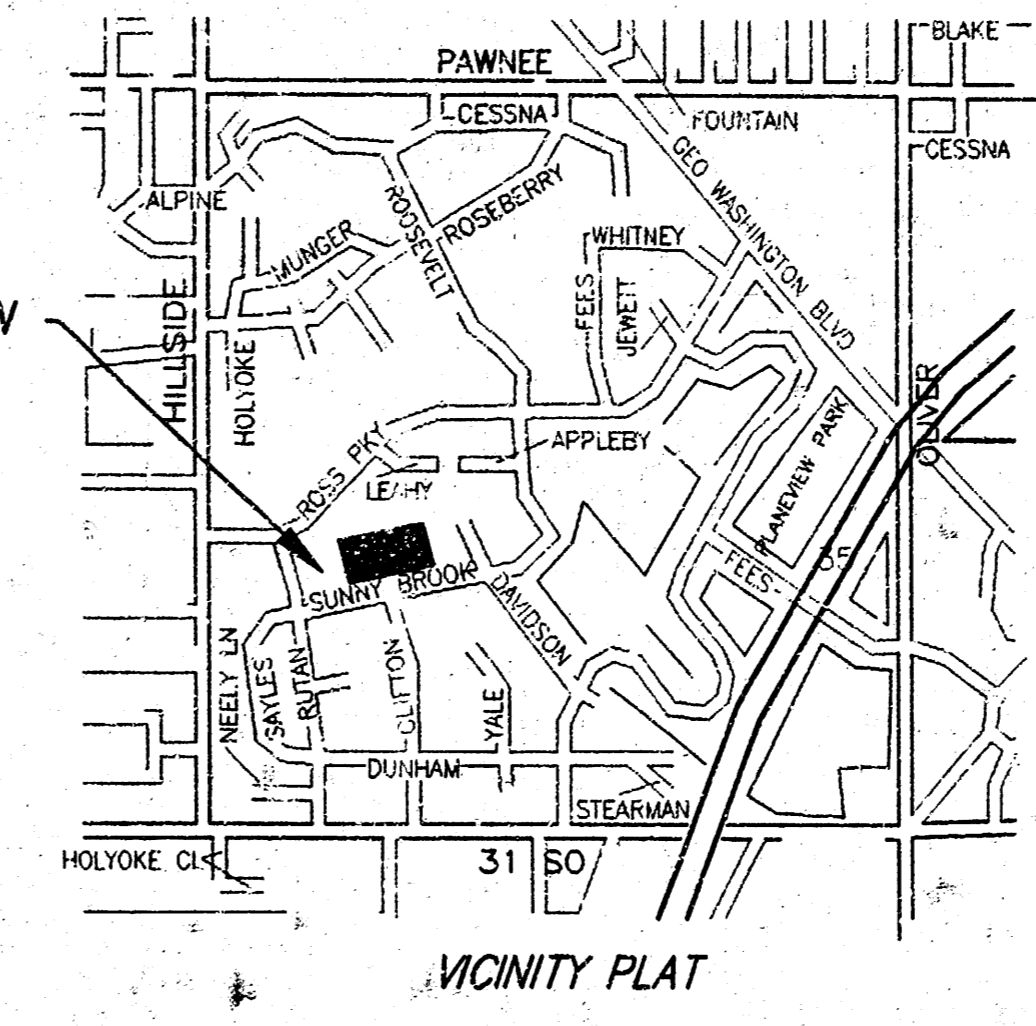 BLAKE
PAWNEE
CESSNA
FOUNTAIN
CESSNA
GEO WASHINGTON BLVD
ALPINE
ROOSEVELT
ROSEBERRY
MUNGER
WHITNEY
HILLSIDE
HOLYOKE
FEES
JEWETT
OLIVER
PLANEVIEW PARK
ROSS PKY
APPLEBY
LEAHY
35
FEES
SUNNY BROOK
DAVIDSON
NEELY LN
SAYLES
RUTAN
CLIFTON
YALE
DUNHAM
STEARMAN
HOLYOKE
31 SO
VICINITY PLAT